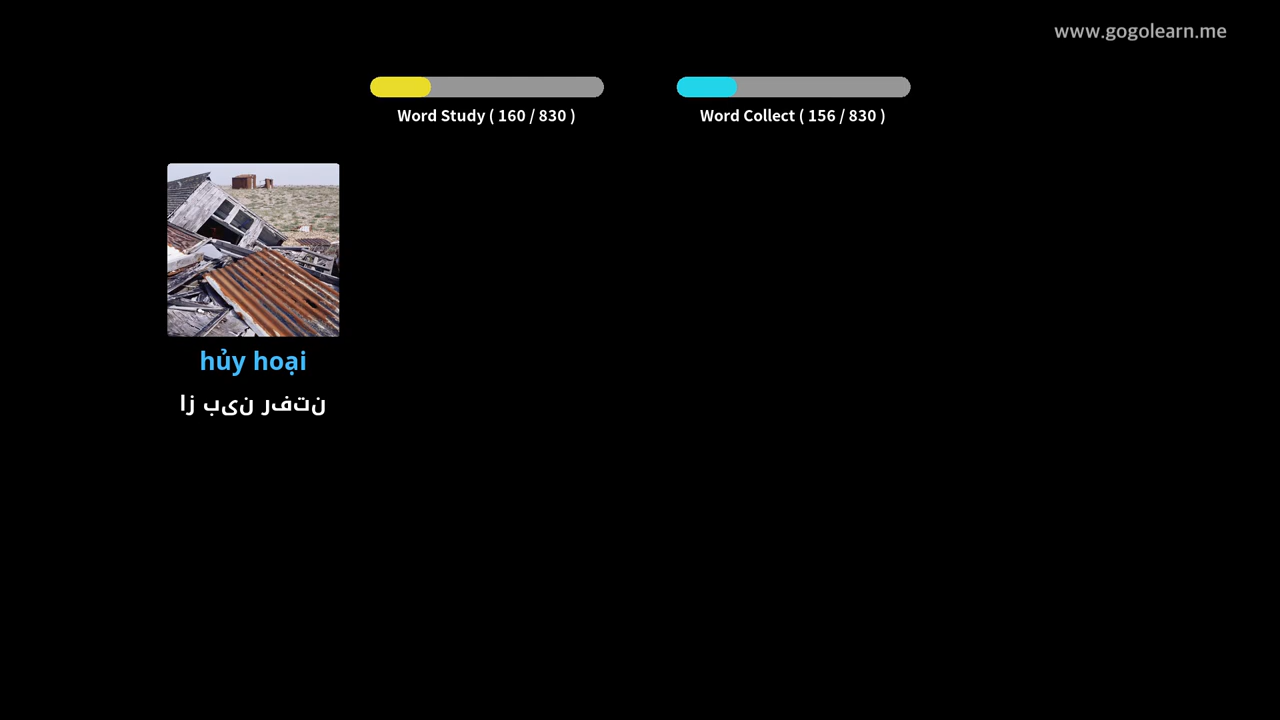 www.gogolearn.me
Word Study ( 160 / 830 )
Word Collect ( 156 / 830 )
hủy hoại
از بین رفتن